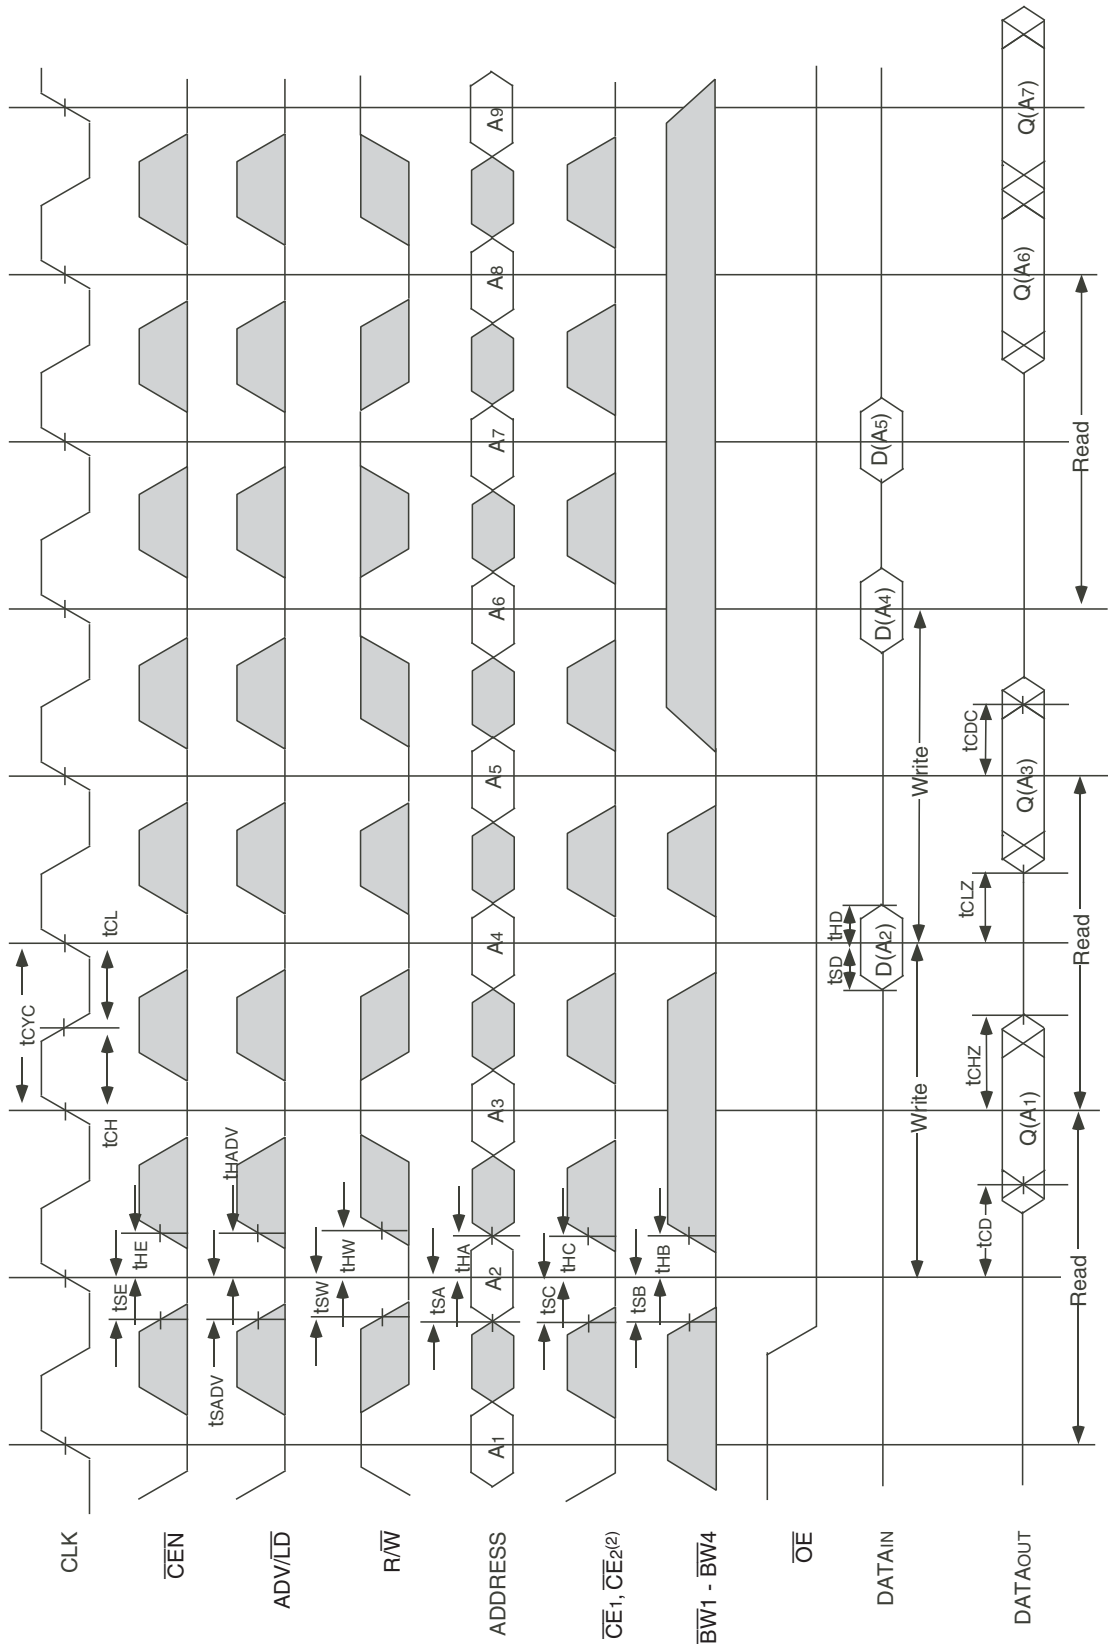 CLK
tCYC
tCH
tCL
CEN
tSE
tHE
ADV/LD
tSADV
tHADV
R/W
tSW
tHW
ADDRESS
A1
A2
A3
A4
A5
A6
A7
A8
A9
tSA
tHA
CE1, CE2(2)
tSC
tHC
BW1 - BW4
tSB
tHB
OE
DATAIN
tSD
tHD
D(A2)
D(A4)
D(A5)
Write
Write
DATAOUT
tCD
Q(A1)
tCHZ
tCLZ
Q(A3)
tCDC
Q(A6)
Q(A7)
Read
Read
Read